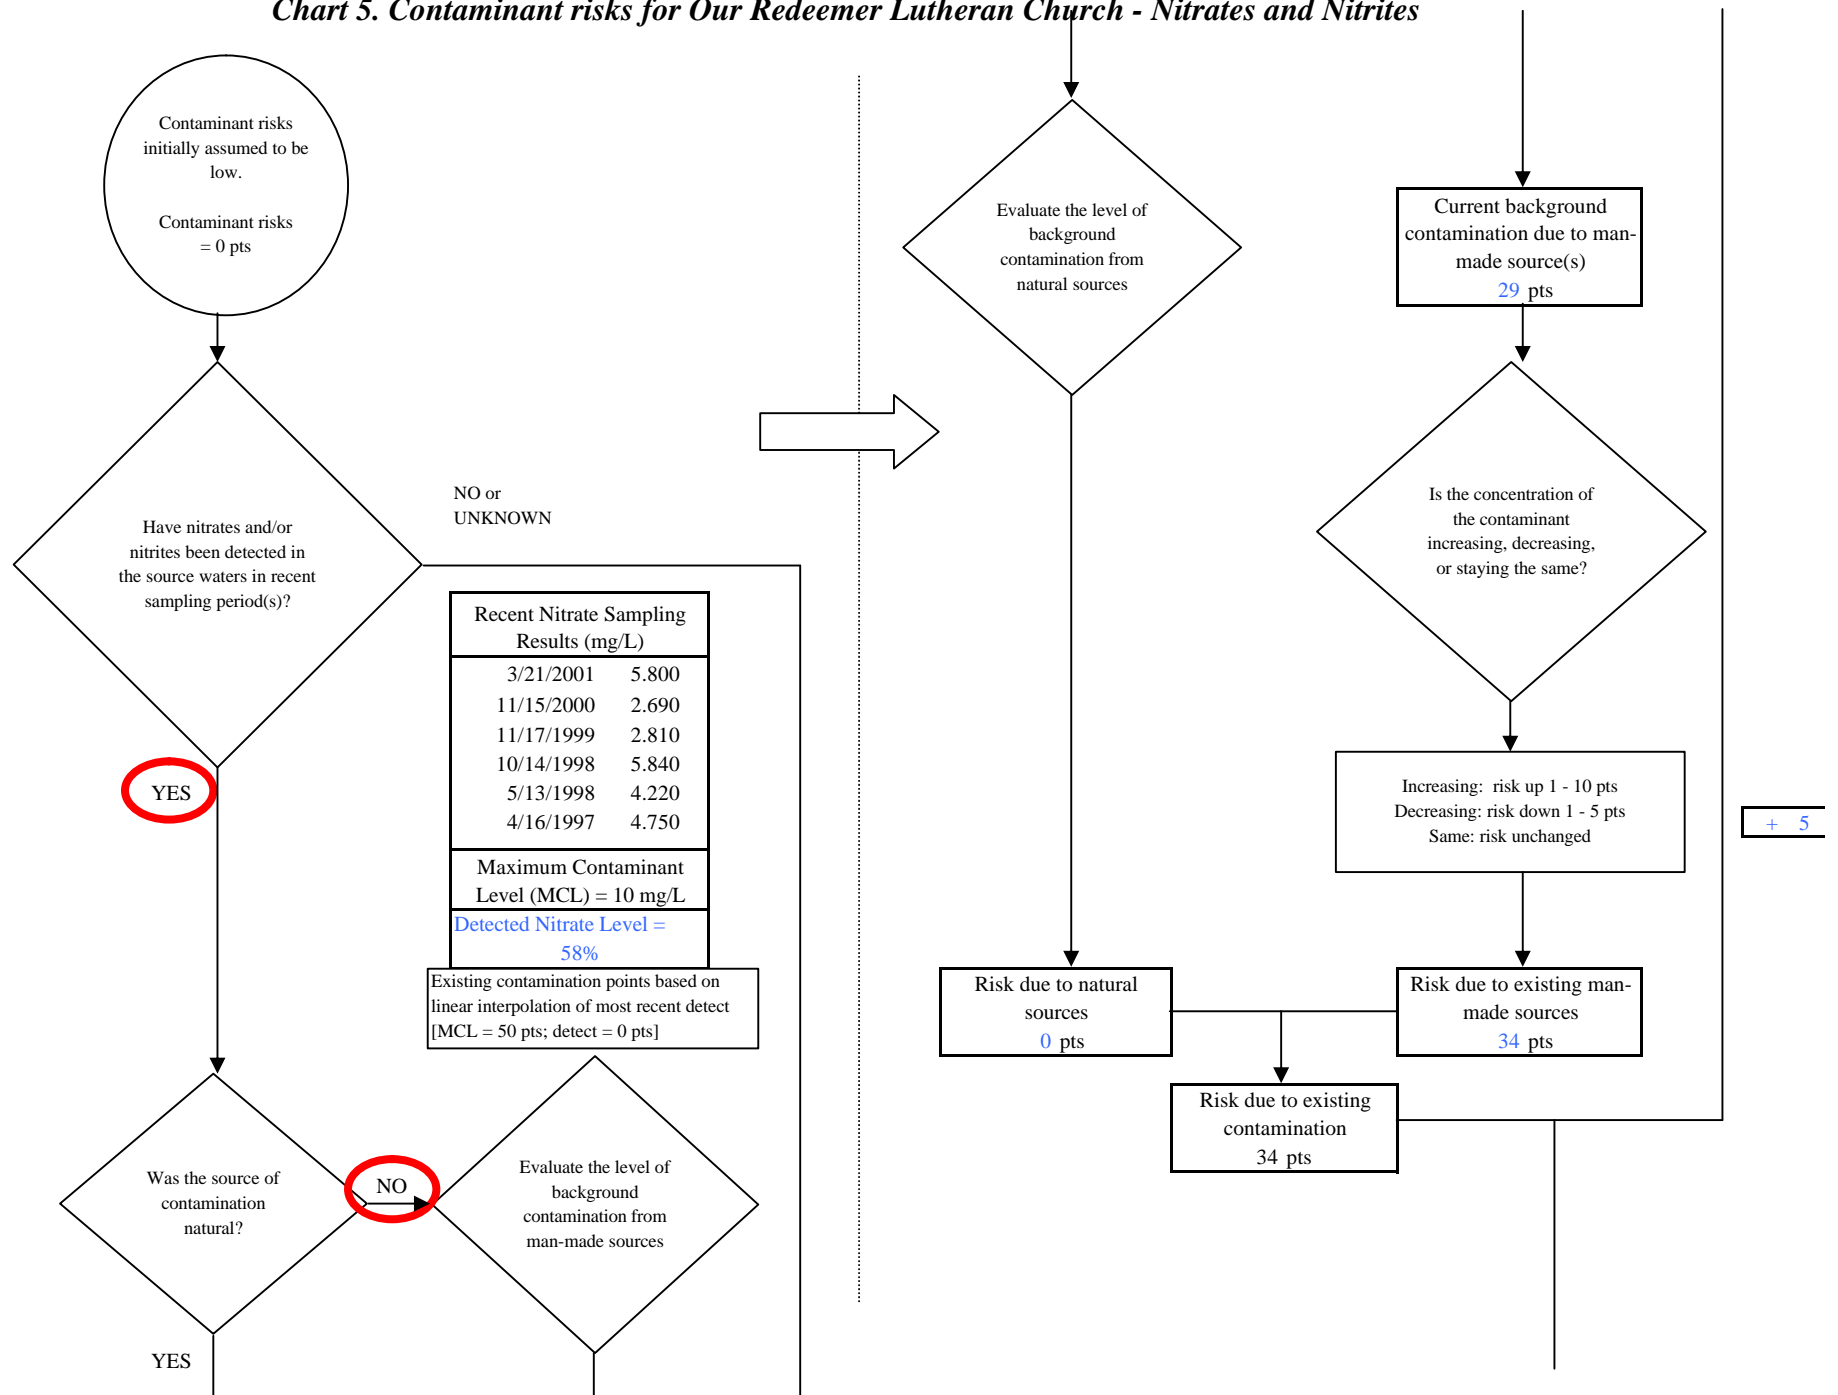 Chart 5. Contaminant risks for Our Redeemer Lutheran Church - Nitrates and Nitrites
Contaminant risks
initially assumed to be
low.
Contaminant risks
= 0 pts
Have nitrates and/or
nitrites been detected in
the source waters in recent
sampling period(s)?
NO or
UNKNOWN
YES
Recent Nitrate Sampling
Results (mg/L)
3/21/2001 5.800
11/15/2000 2.690
11/17/1999 2.810
10/14/1998 5.840
5/13/1998 4.220
4/16/1997 4.750
Maximum Contaminant
Level (MCL) = 10 mg/L
Detected Nitrate Level =
58%
Existing contamination points based on
linear interpolation of most recent detect
[MCL = 50 pts; detect = 0 pts]
Was the source of
contamination
natural?
NO
YES
Evaluate the level of
background
contamination from
man-made sources
Evaluate the level of
background
contamination from
natural sources
Current background
contamination due to man-
made source(s)
29 pts
Is the concentration of
the contaminant
increasing, decreasing,
or staying the same?
Increasing: risk up 1 - 10 pts
Decreasing: risk down 1 - 5 pts
Same: risk unchanged
+ 5
Risk due to natural
sources
0 pts
Risk due to existing man-
made sources
34 pts
Risk due to existing
contamination
34 pts